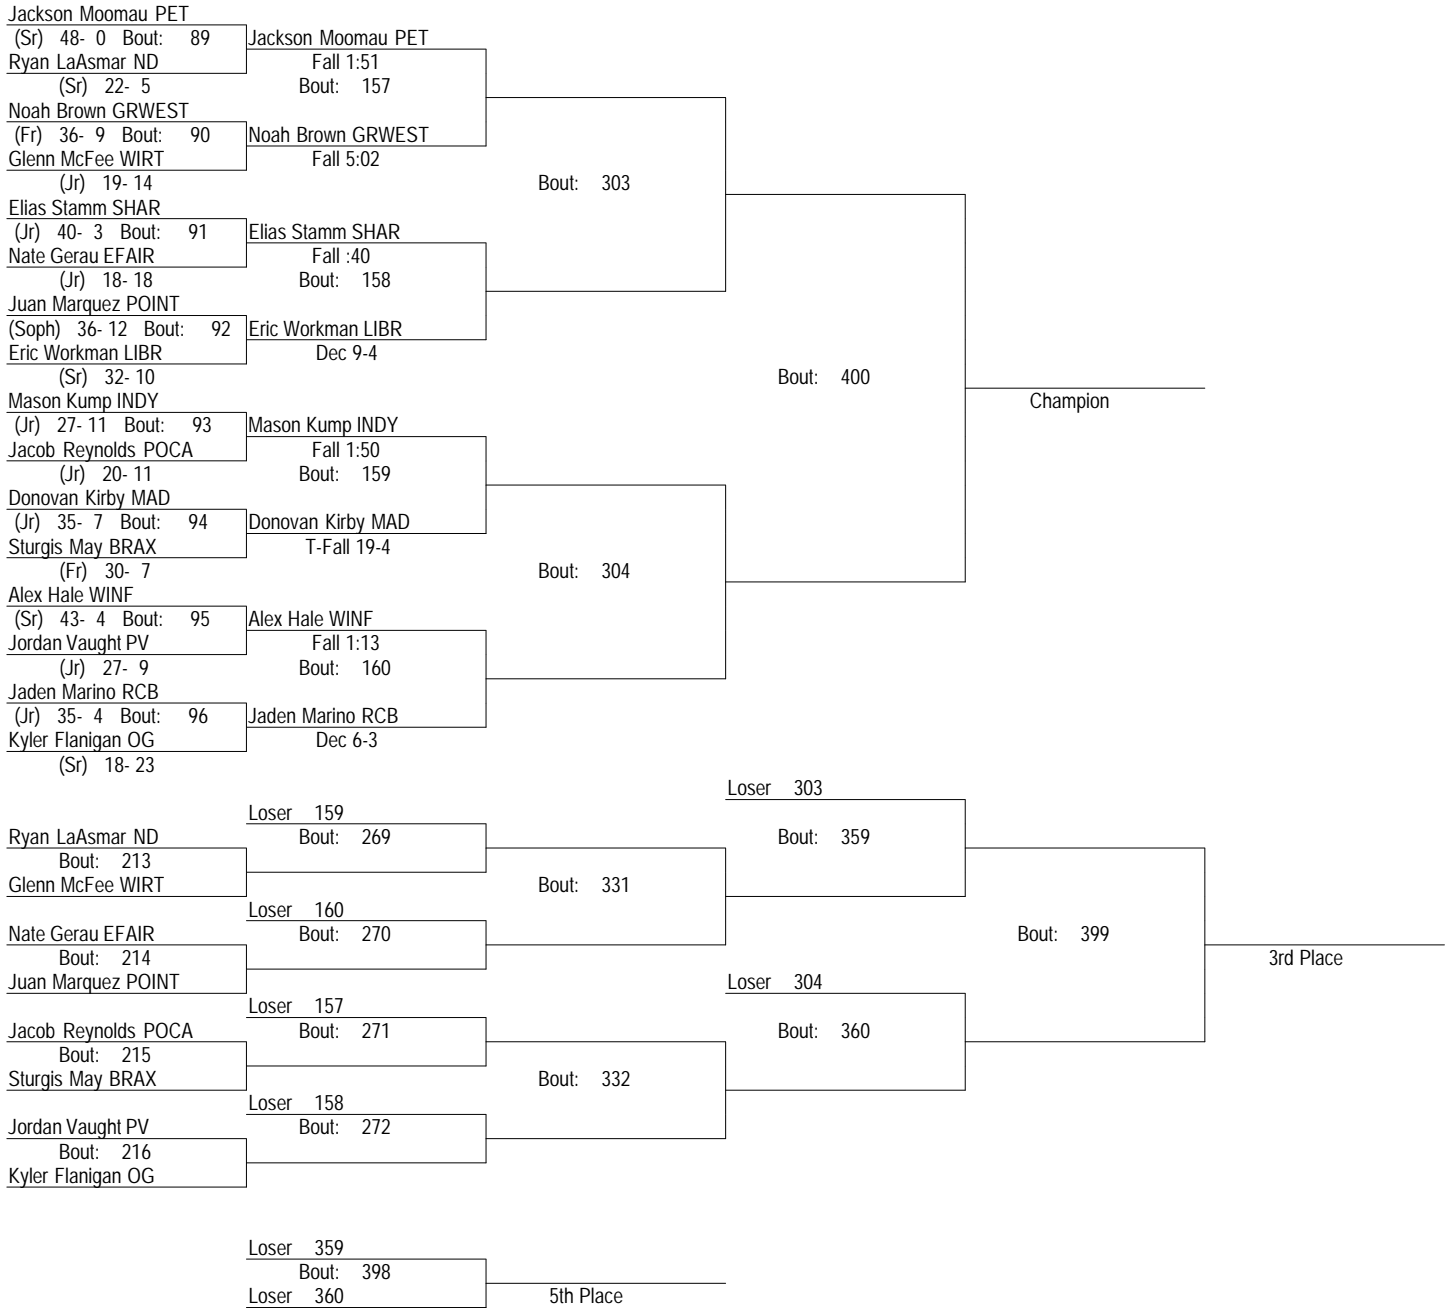 Jackson Moomau PET
(Sr) 48- 0 Bout: 89
Ryan LaAsmar ND
(Sr) 22- 5
Noah Brown GRWEST
(Fr) 36- 9 Bout: 90
Glenn McFee WIRT
(Jr) 19- 14
Elias Stamm SHAR
(Jr) 40- 3 Bout: 91
Nate Gerau EFAIR
(Jr) 18- 18
Juan Marquez POINT
(Soph) 36- 12 Bout: 92
Eric Workman LIBR
(Sr) 32- 10
Mason Kump INDY
(Jr) 27- 11 Bout: 93
Jacob Reynolds POCA
(Jr) 20- 11
Donovan Kirby MAD
(Jr) 35- 7 Bout: 94
Sturgis May BRAX
(Fr) 30- 7
Alex Hale WINF
(Sr) 43- 4 Bout: 95
Jordan Vaught PV
(Jr) 27- 9
Jaden Marino RCB
(Jr) 35- 4 Bout: 96
Kyler Flanigan OG
(Sr) 18- 23
Jackson Moomau PET
Fall 1:51
Bout: 157
Noah Brown GRWEST
Fall 5:02
Elias Stamm SHAR
Fall :40
Bout: 158
Eric Workman LIBR
Dec 9-4
Mason Kump INDY
Fall 1:50
Bout: 159
Donovan Kirby MAD
T-Fall 19-4
Alex Hale WINF
Fall 1:13
Bout: 160
Jaden Marino RCB
Dec 6-3
Bout: 303
Bout: 304
Bout: 400
Champion
Ryan LaAsmar ND
Bout: 213
Glenn McFee WIRT
Nate Gerau EFAIR
Bout: 214
Juan Marquez POINT
Jacob Reynolds POCA
Bout: 215
Sturgis May BRAX
Jordan Vaught PV
Bout: 216
Kyler Flanigan OG
Loser 159
Bout: 269
Loser 160
Bout: 270
Loser 157
Bout: 271
Loser 158
Bout: 272
Bout: 331
Bout: 332
Loser 303
Bout: 359
Loser 304
Bout: 360
Bout: 399
3rd Place
Loser 359
Bout: 398
Loser 360
5th Place